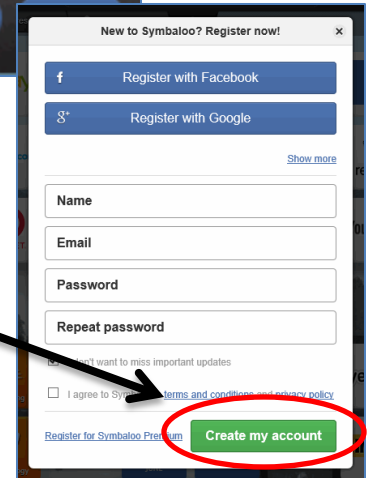 New to Symbaloo? Register now! ×
f Register with Facebook
8+ Register with Google
Show more
Name
Email
Password
Repeat password
don't want to miss important updates
I agree to terms and conditions and privacy policy
Register for Symbaloo Premium
Create my account